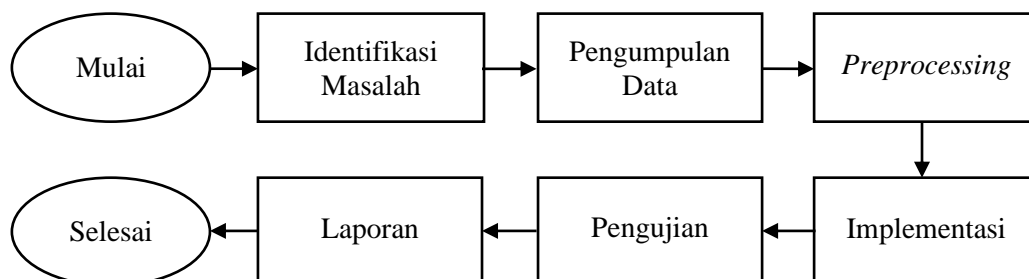 Mulai
Identifikasi
Masalah
Pengumpulan
Data
Preprocessing
Implementasi
Pengujian
Laporan
Selesai